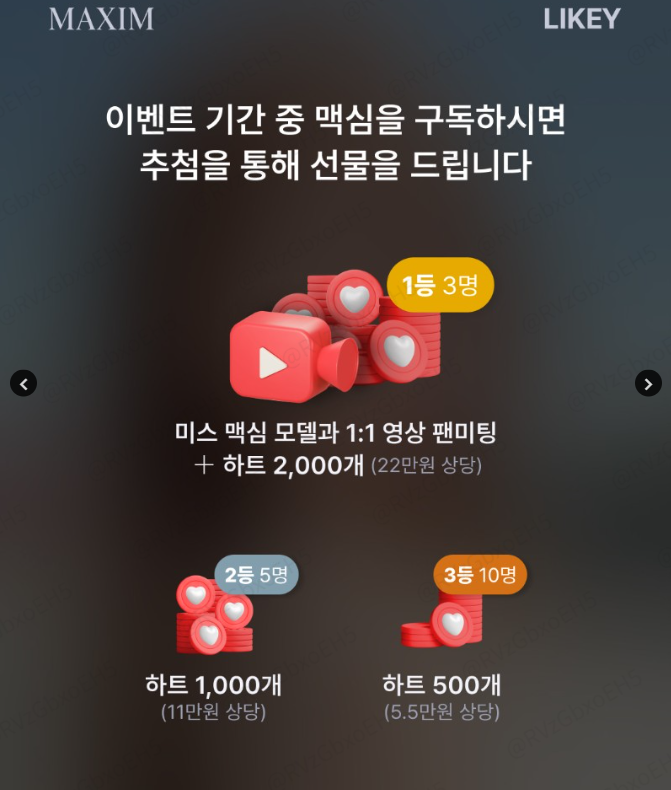 MAXIM
LIKEY
이벤트 기간 중 맥심을 구독하시면
추첨을 통해 선물을 드립니다
1등 3명
미스 맥심 모델과 1:1 영상 팬미팅
+ 하트 2,000개 (22만원 상당)
2등 5명
3등 10명
하트 1,000개
하트 500개
(11만원 상당)
(5.5만원 상당)